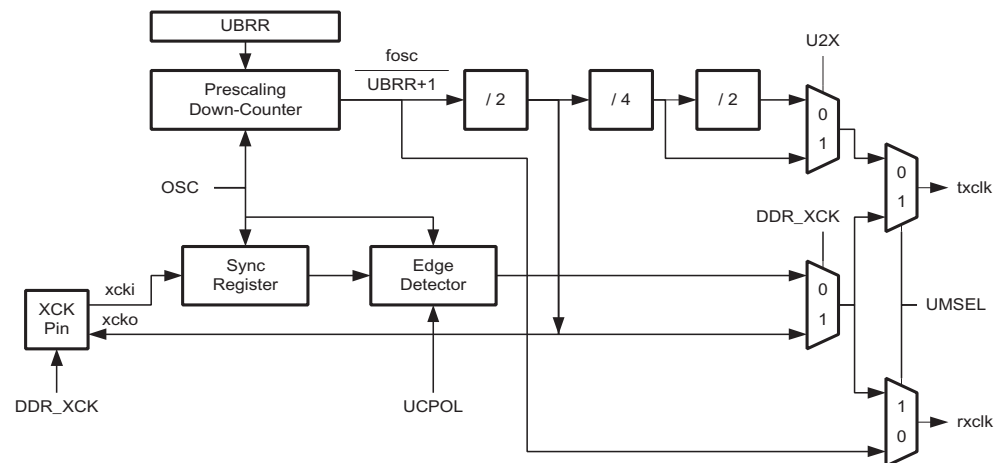 UBRR
U2X
fosc
UBRR+1
Prescaling
Down-Counter
/ 2
/ 4
/ 2
0
1
OSC
0
1
txclk
DDR_XCK
Sync
Register
Edge
Detector
xcki
0
1
XCK
Pin
xcko
UMSEL
DDR_XCK
UCPOL
1
0
rxclk